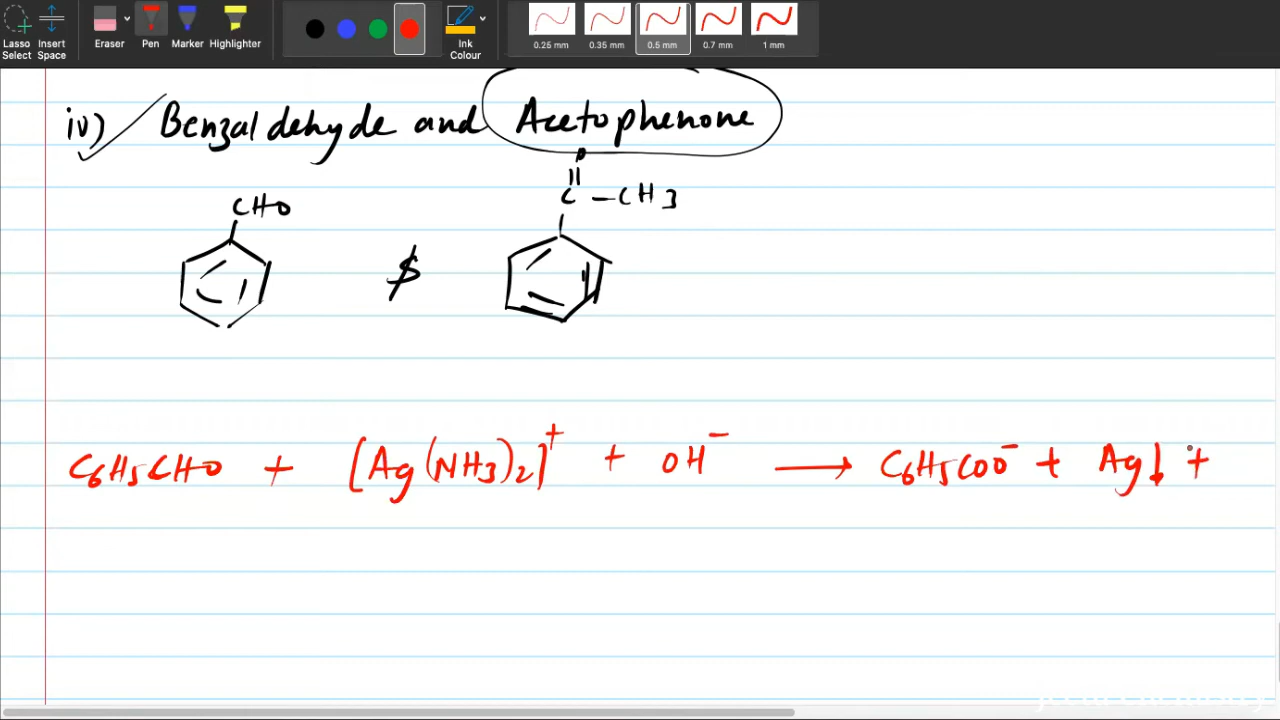 Lasso Select
Insert Space
Eraser
Pen
Marker
Highlighter
Ink Colour
0.25 mm
0.35 mm
0.5 mm
0.7 mm
1 mm
iv) Benzaldehyde and Acetophenone
CHO
O
C - CH3
$
C6H5CHO + [Ag(NH3)2]+ + OH- → C6H5COO- + Ag↓ +